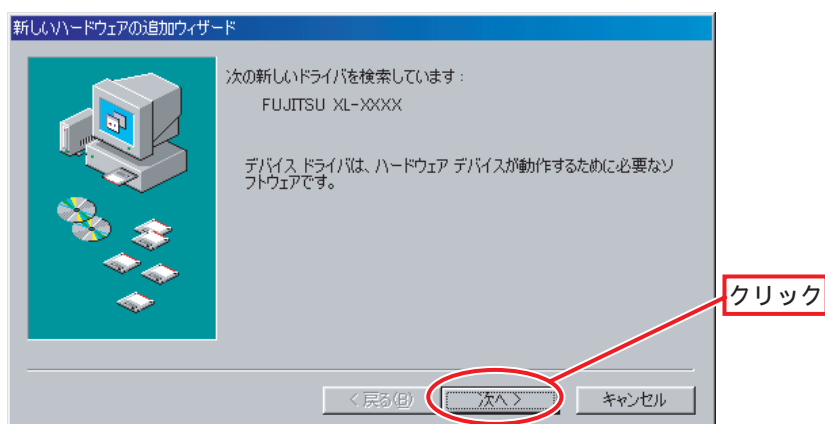 新しいハードウェアの追加ウィザード
次の新しいドライバを検索しています：
FUJITSU XL-XXXX
デバイス ドライバは、ハードウェア デバイスが動作するために必要なソ
フトウェアです。
クリック
< 戻る(B)
次へ >
キャンセル